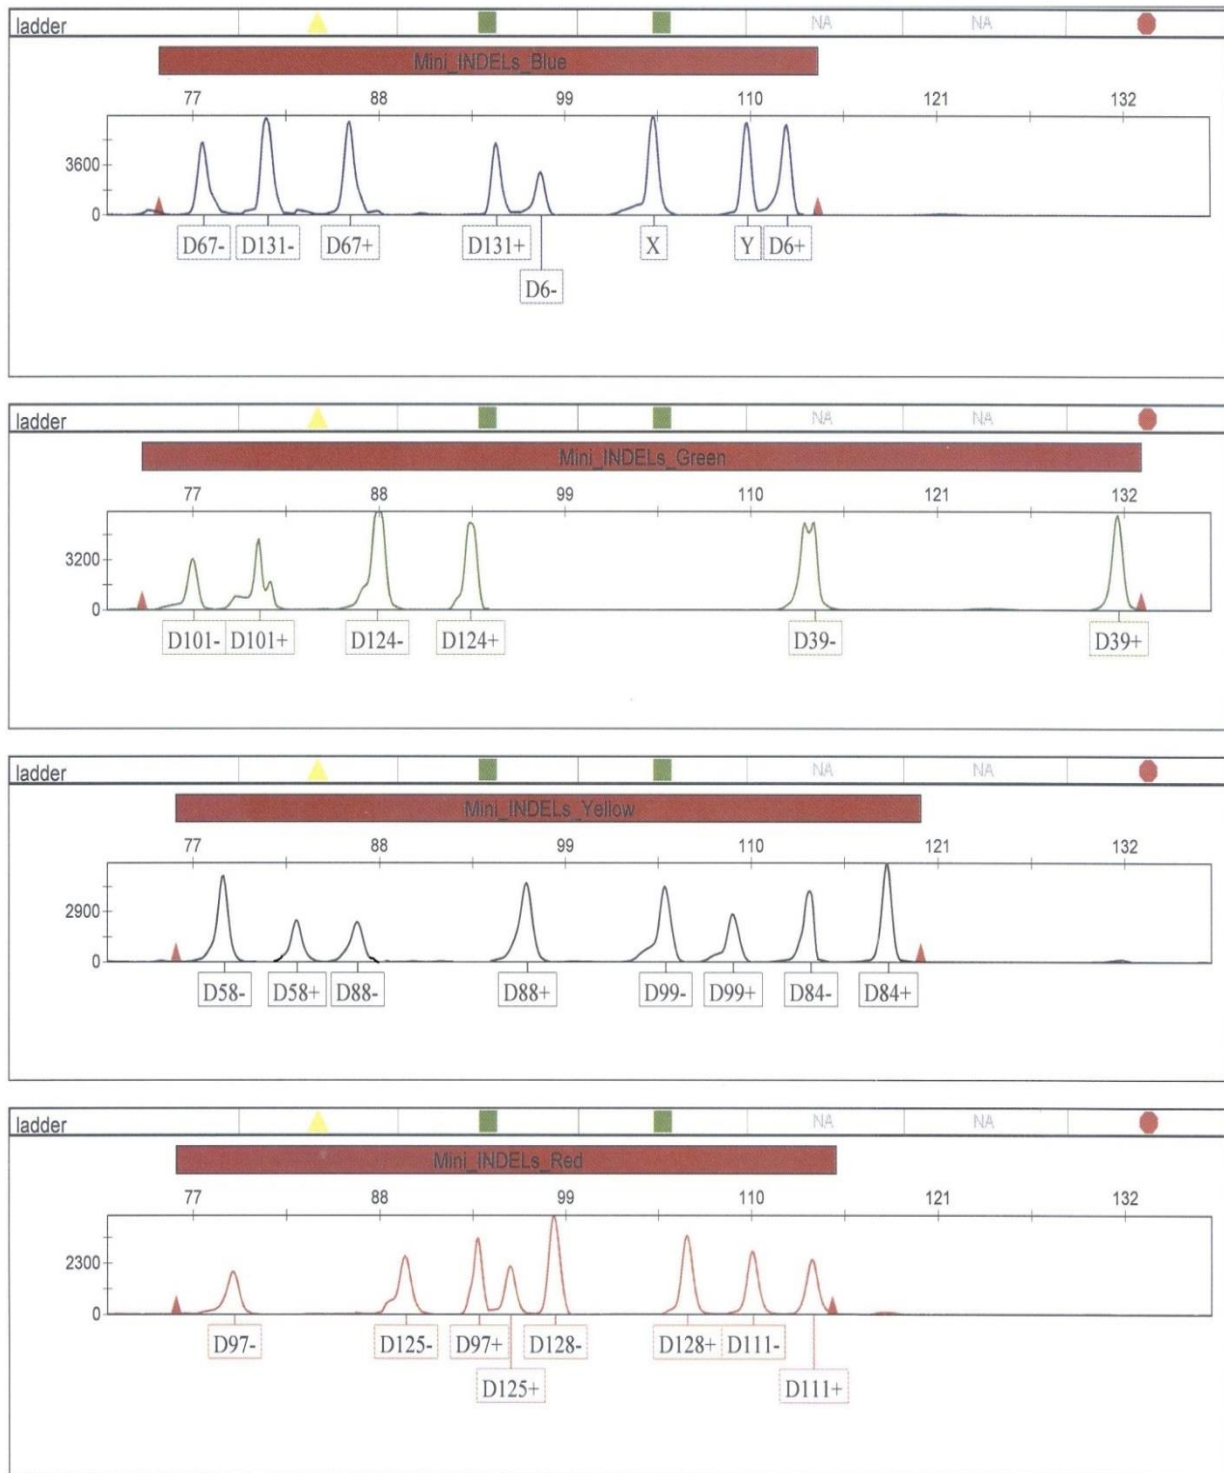 ladder NA NA
Mini_INDELs_Blue
77 88 99 110 121 132
3600
0
D67- D131- D67+ D131+ X Y D6+
D6-
ladder NA NA
Mini_INDELs_Green
77 88 99 110 121 132
3200
0
D101- D101+ D124- D124+ D39- D39+
ladder NA NA
Mini_INDELs_Yellow
77 88 99 110 121 132
2900
0
D58- D58+ D88- D88+ D99- D99+ D84- D84+
ladder NA NA
Mini_INDELs_Red
77 88 99 110 121 132
2300
0
D97- D125- D97+ D128- D128+ D111-
D125+ D111+